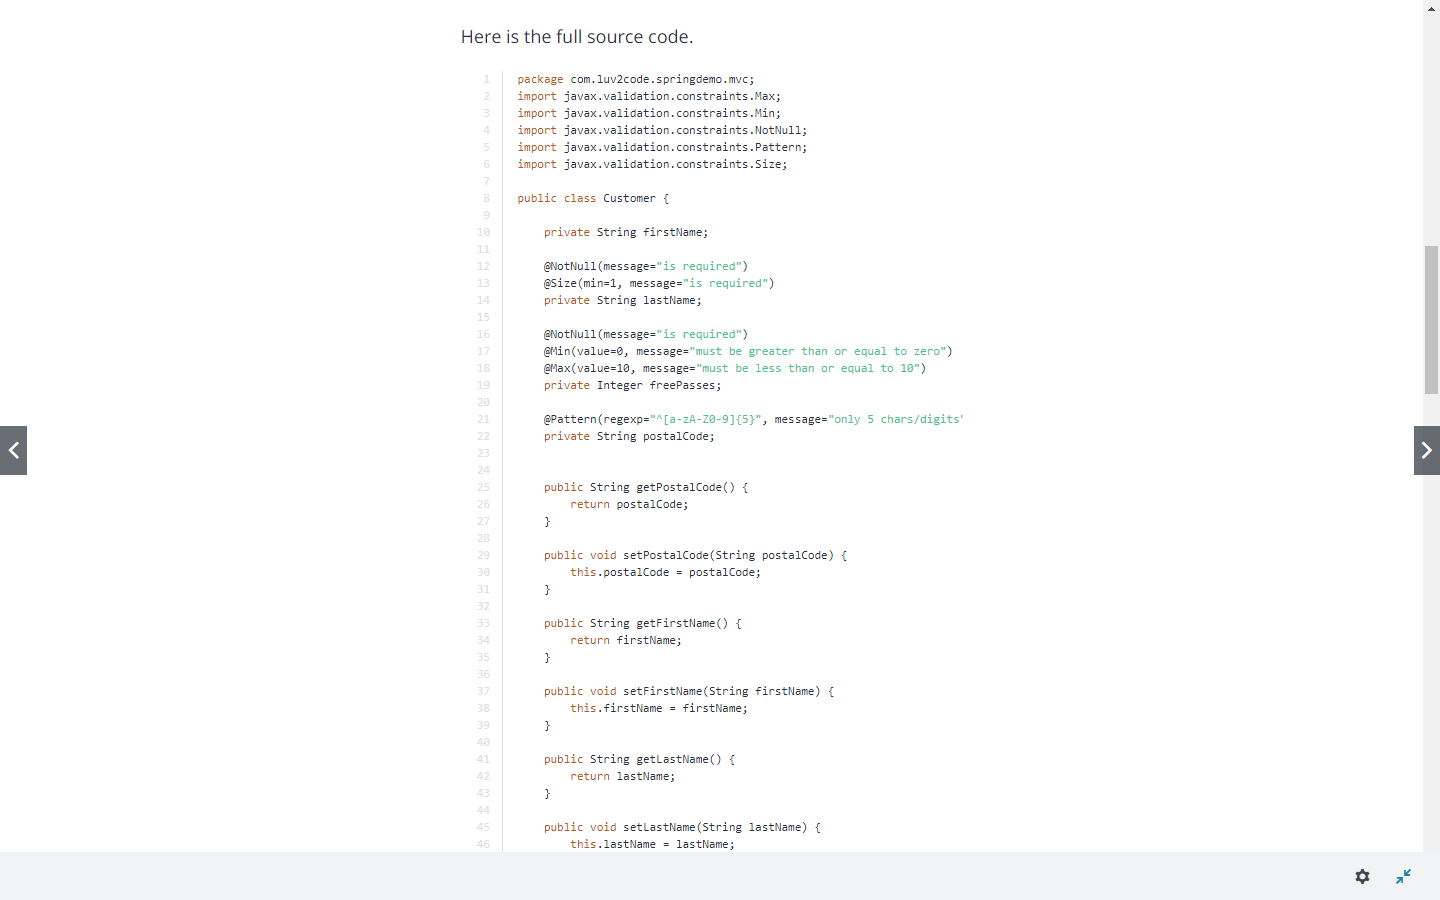 Here is the full source code.
1 package com.luv2code.springdemo.mvc;
2 import javax.validation.constraints.Max;
3 import javax.validation.constraints.Min;
4 import javax.validation.constraints.NotNull;
5 import javax.validation.constraints.Pattern;
6 import javax.validation.constraints.Size;
7
8 public class Customer {
9
10     private String firstName;
11
12     @NotNull(message="is required")
13     @Size(min=1, message="is required")
14     private String lastName;
15
16     @NotNull(message="is required")
17     @Min(value=0, message="must be greater than or equal to zero")
18     @Max(value=10, message="must be less than or equal to 10")
19     private Integer freePasses;
20
21     @Pattern(regexp="^[a-zA-Z0-9]{5}", message="only 5 chars/digits'
22     private String postalCode;
23
24
25     public String getPostalCode() {
26         return postalCode;
27     }
28
29     public void setPostalCode(String postalCode) {
30         this.postalCode = postalCode;
31     }
32
33     public String getFirstName() {
34         return firstName;
35     }
36
37     public void setFirstName(String firstName) {
38         this.firstName = firstName;
39     }
40
41     public String getLastName() {
42         return lastName;
43     }
44
45     public void setLastName(String lastName) {
46         this.lastName = lastName;